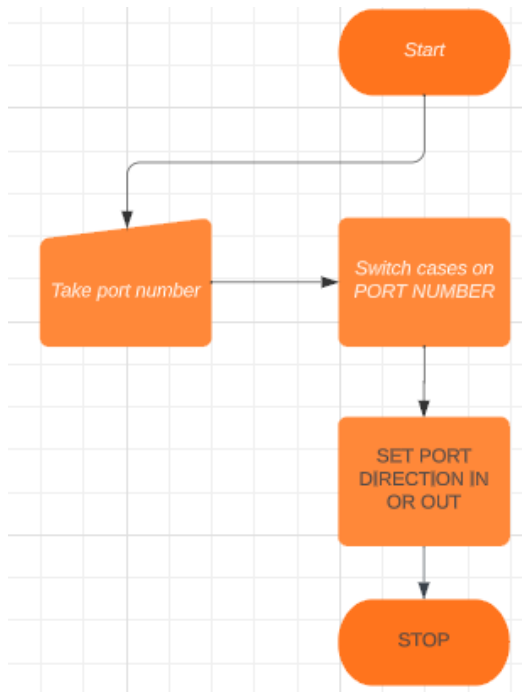 Start
Take port number
Switch cases on
PORT NUMBER
SET PORT
DIRECTION IN
OR OUT
STOP